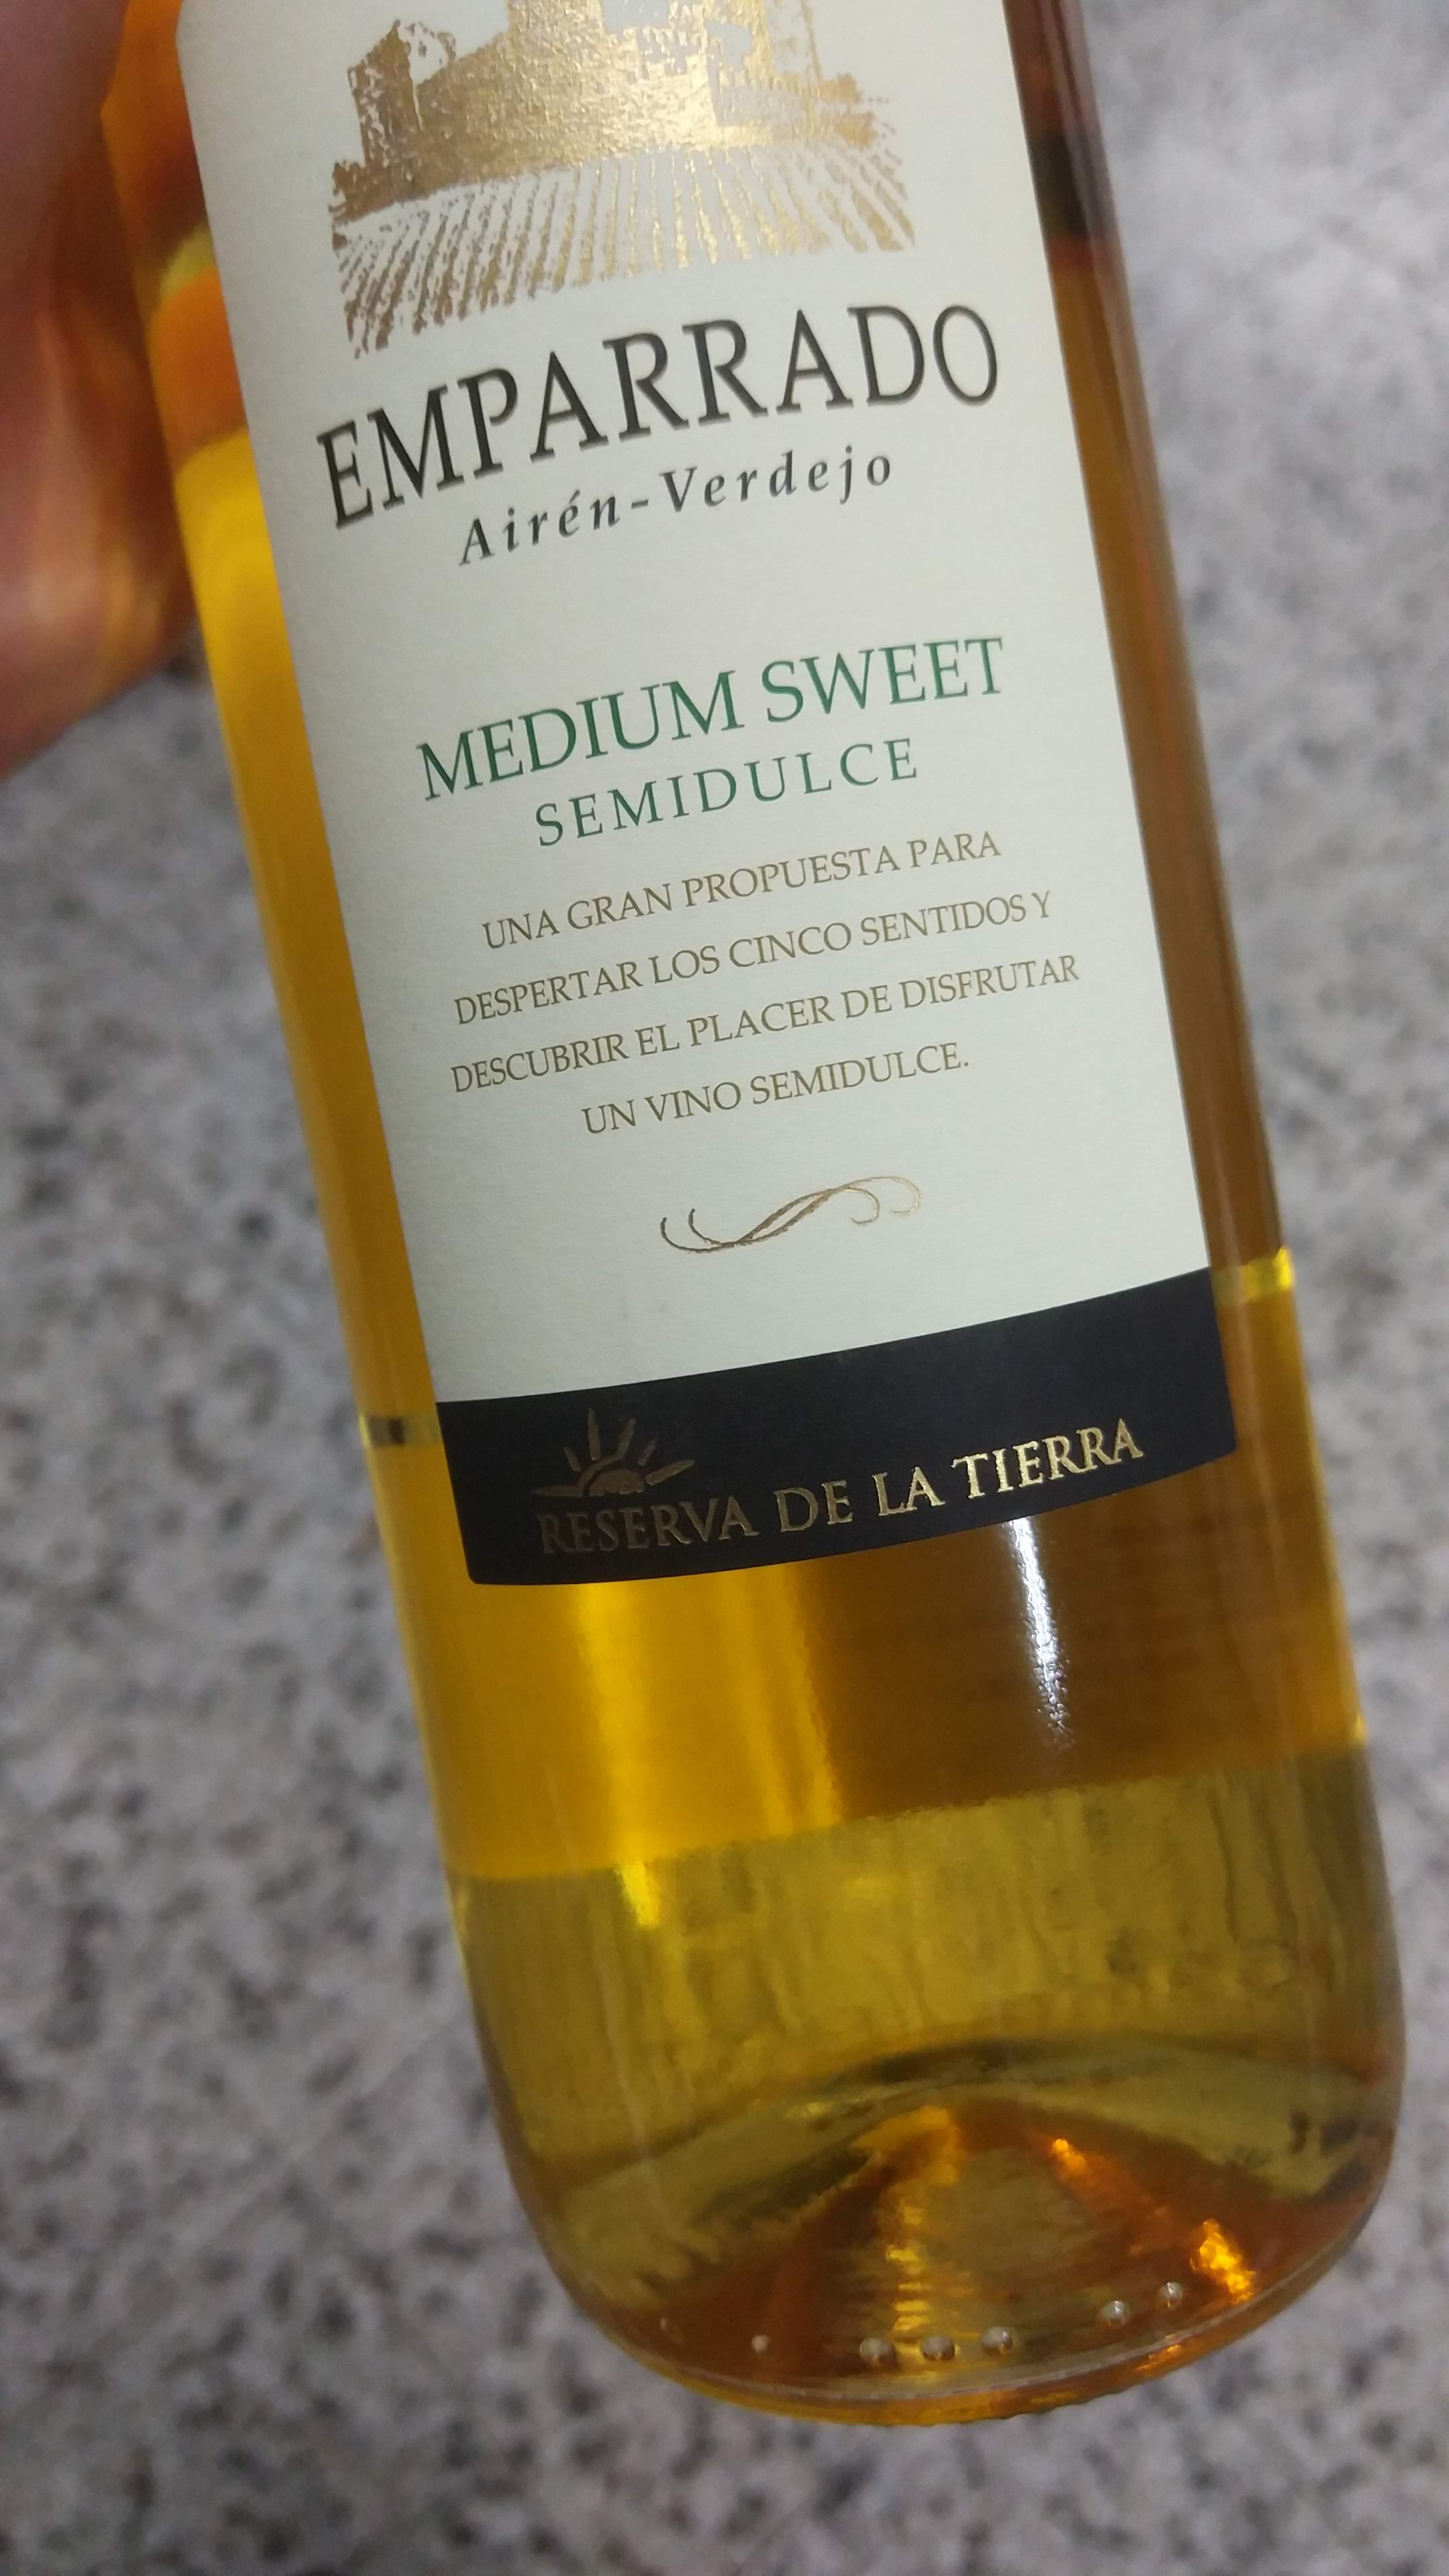 EMPARRADO
Airén-Verdejo
MEDIUM SWEET
SEMIDULCE
UNA GRAN PROPUESTA PARA
DESPERTAR LOS CINCO SENTIDOS Y
DESCUBRIR EL PLACER DE DISFRUTAR
UN VINO SEMIDULCE.
RESERVA DE LA TIERRA